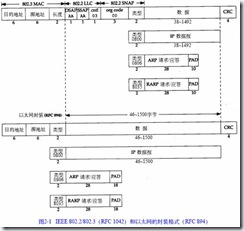 802.3 MAC 802.2 LLC 802.2 SNAP
目的地址 源地址 长度 DSAP AA SSAP AA cntl 03 org code 00 类型 数据 CRC
6 6 2 1 1 1 3 2 38~1492 4
类型 0800 IP 数据报
2 38~1492
类型 0806 ARP 请求/应答 PAD
2 28 10
类型 8035 RARP 请求/应答 PAD
2 28 10
以太网封装 (RFC 894) 46~1500字节
目的地址 源地址 类型 数据 CRC
6 6 2 46~1500 4
类型 0800 IP 数据报
2 46~1500
类型 0806 ARP 请求/应答 PAD
2 28 18
类型 8035 RARP 请求/应答 PAD
2 28 18
图2-1 IEEE 802.2/802.3（RFC 1042）和以太网的封装格式（RFC 894）